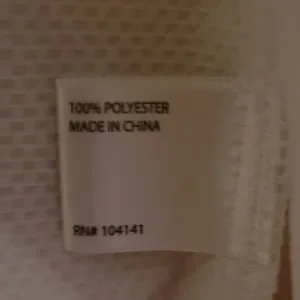 100% POLYESTER
MADE IN CHINA
RN# 104141